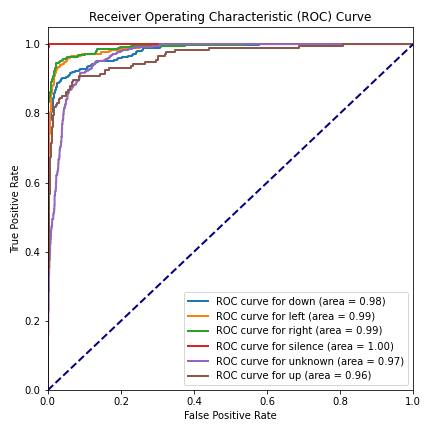 Receiver Operating Characteristic (ROC) Curve
1.0
0.8
0.6
0.4
0.2
0.0
True Positive Rate
ROC curve for down (area = 0.98)
ROC curve for left (area = 0.99)
ROC curve for right (area = 0.99)
ROC curve for silence (area = 1.00)
ROC curve for unknown (area = 0.97)
ROC curve for up (area = 0.96)
0.0 0.2 0.4 0.6 0.8 1.0
False Positive Rate